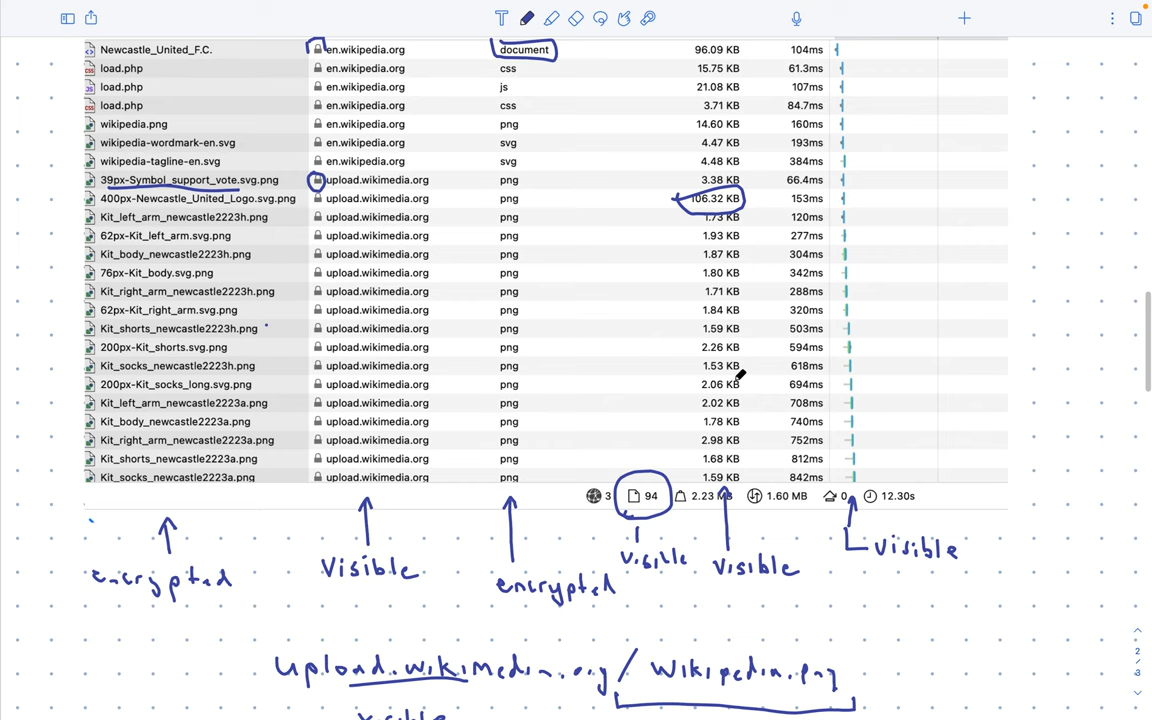 Newcastle_United_F.C. en.wikipedia.org document 96.09 KB 104ms
load.php en.wikipedia.org css 15.75 KB 61.3ms
load.php en.wikipedia.org js 21.08 KB 107ms
load.php en.wikipedia.org css 3.71 KB 84.7ms
wikipedia.png en.wikipedia.org png 14.60 KB 160ms
wikipedia-wordmark-en.svg en.wikipedia.org svg 4.47 KB 193ms
wikipedia-tagline-en.svg en.wikipedia.org svg 4.48 KB 384ms
39px-Symbol_support_vote.svg.png upload.wikimedia.org png 3.38 KB 66.4ms
400px-Newcastle_United_Logo.svg.png upload.wikimedia.org png 106.32 KB 153ms
Kit_left_arm_newcastle2223h.png upload.wikimedia.org png 1.73 KB 120ms
62px-Kit_left_arm.svg.png upload.wikimedia.org png 1.93 KB 277ms
Kit_body_newcastle2223h.png upload.wikimedia.org png 1.87 KB 304ms
76px-Kit_body.svg.png upload.wikimedia.org png 1.80 KB 342ms
Kit_right_arm_newcastle2223h.png upload.wikimedia.org png 1.71 KB 288ms
62px-Kit_right_arm.svg.png upload.wikimedia.org png 1.84 KB 320ms
Kit_shorts_newcastle2223h.png upload.wikimedia.org png 1.59 KB 503ms
200px-Kit_shorts.svg.png upload.wikimedia.org png 2.26 KB 594ms
Kit_socks_newcastle2223h.png upload.wikimedia.org png 1.53 KB 618ms
200px-Kit_socks_long.svg.png upload.wikimedia.org png 2.06 KB 694ms
Kit_left_arm_newcastle2223a.png upload.wikimedia.org png 2.02 KB 708ms
Kit_body_newcastle2223a.png upload.wikimedia.org png 1.78 KB 740ms
Kit_right_arm_newcastle2223a.png upload.wikimedia.org png 2.98 KB 752ms
Kit_shorts_newcastle2223a.png upload.wikimedia.org png 1.68 KB 812ms
Kit_socks_newcastle2223a.png upload.wikimedia.org png 1.59 KB 842ms
3 94 2.23 MB 1.60 MB 0 12.30s
encrypted visible encrypted visible visible visible
upload.wikimedia.org / wikipedia.png
visible
2 / 3